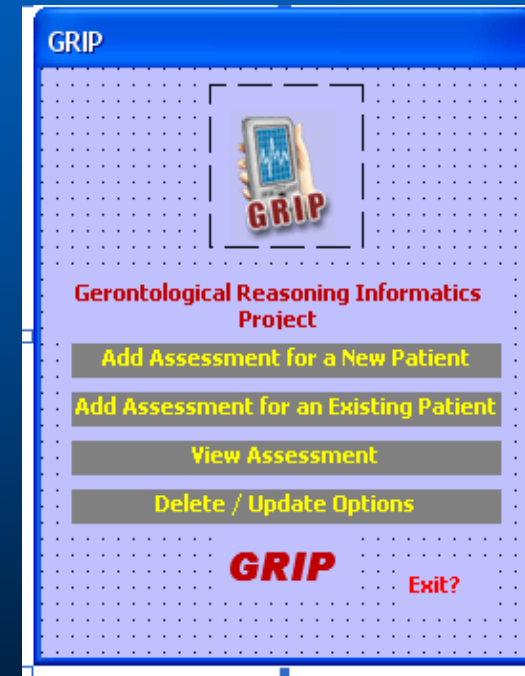 GRIP
GRIP
Gerontological Reasoning Informatics
Project
Add Assessment for a New Patient
Add Assessment for an Existing Patient
View Assessment
Delete / Update Options
GRIP
Exit?